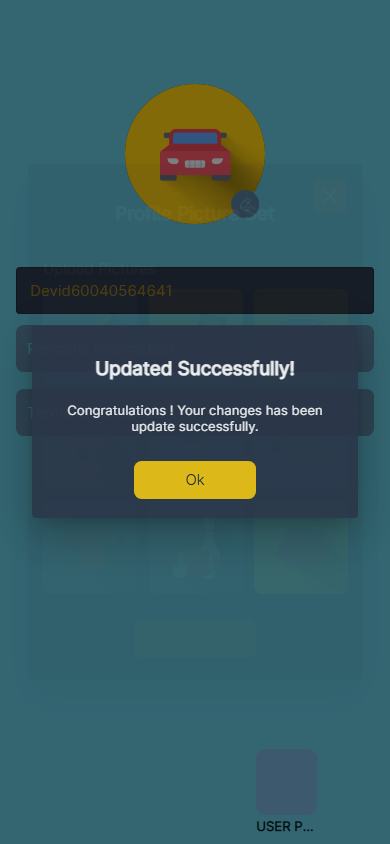 Profile Picture Set
Upload Pictures
Devid60040564641
Updated Successfully!
Congratulations ! Your changes has been
update successfully.
Ok
USER P...